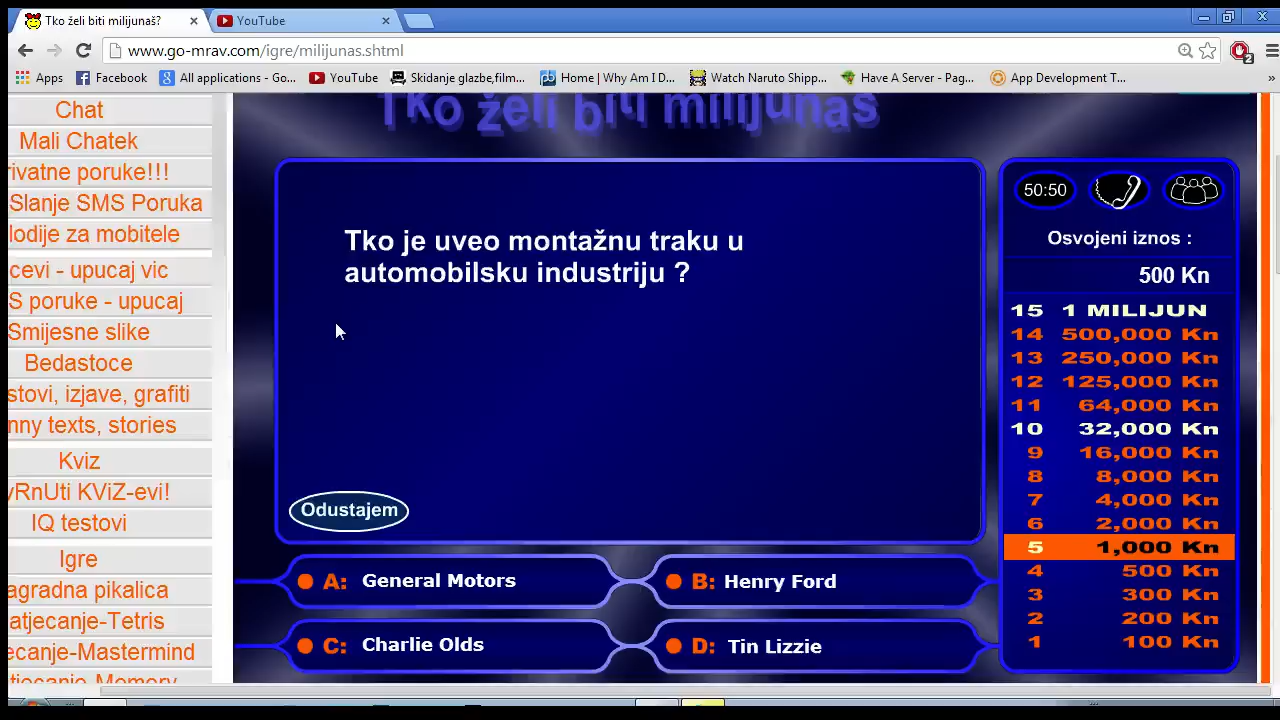 Tko želi biti milijunaš?
YouTube
www.go-mrav.com/igre/milijunas.shtml
2
Apps
Facebook
All applications - Go...
YouTube
Skidanje glazbe,film...
Home | Why Am I D...
Watch Naruto Shipp...
Have A Server - Pag...
App Development T...
»
Chat
Mali Chatek
rivatne poruke!!!
Slanje SMS Poruka
lodije za mobitele
cevi - upucaj vic
S poruke - upucaj
Smijesne slike
Bedastoce
stovi, izjave, grafiti
nny texts, stories
Kviz
vRnUti KViZ-evi!
IQ testovi
Igre
agradna pikalica
atjecanje-Tetris
ecanje-Mastermind
tjecanje-Memory
Tko želi biti milijunaš
Tko je uveo montažnu traku u
automobilsku industriju ?
Odustajem
A: General Motors
B: Henry Ford
C: Charlie Olds
D: Tin Lizzie
50:50
Osvojeni iznos :
500 Kn
15 1 MILIJUN
14 500,000 Kn
13 250,000 Kn
12 125,000 Kn
11 64,000 Kn
10 32,000 Kn
9 16,000 Kn
8 8,000 Kn
7 4,000 Kn
6 2,000 Kn
5 1,000 Kn
4 500 Kn
3 300 Kn
2 200 Kn
1 100 Kn